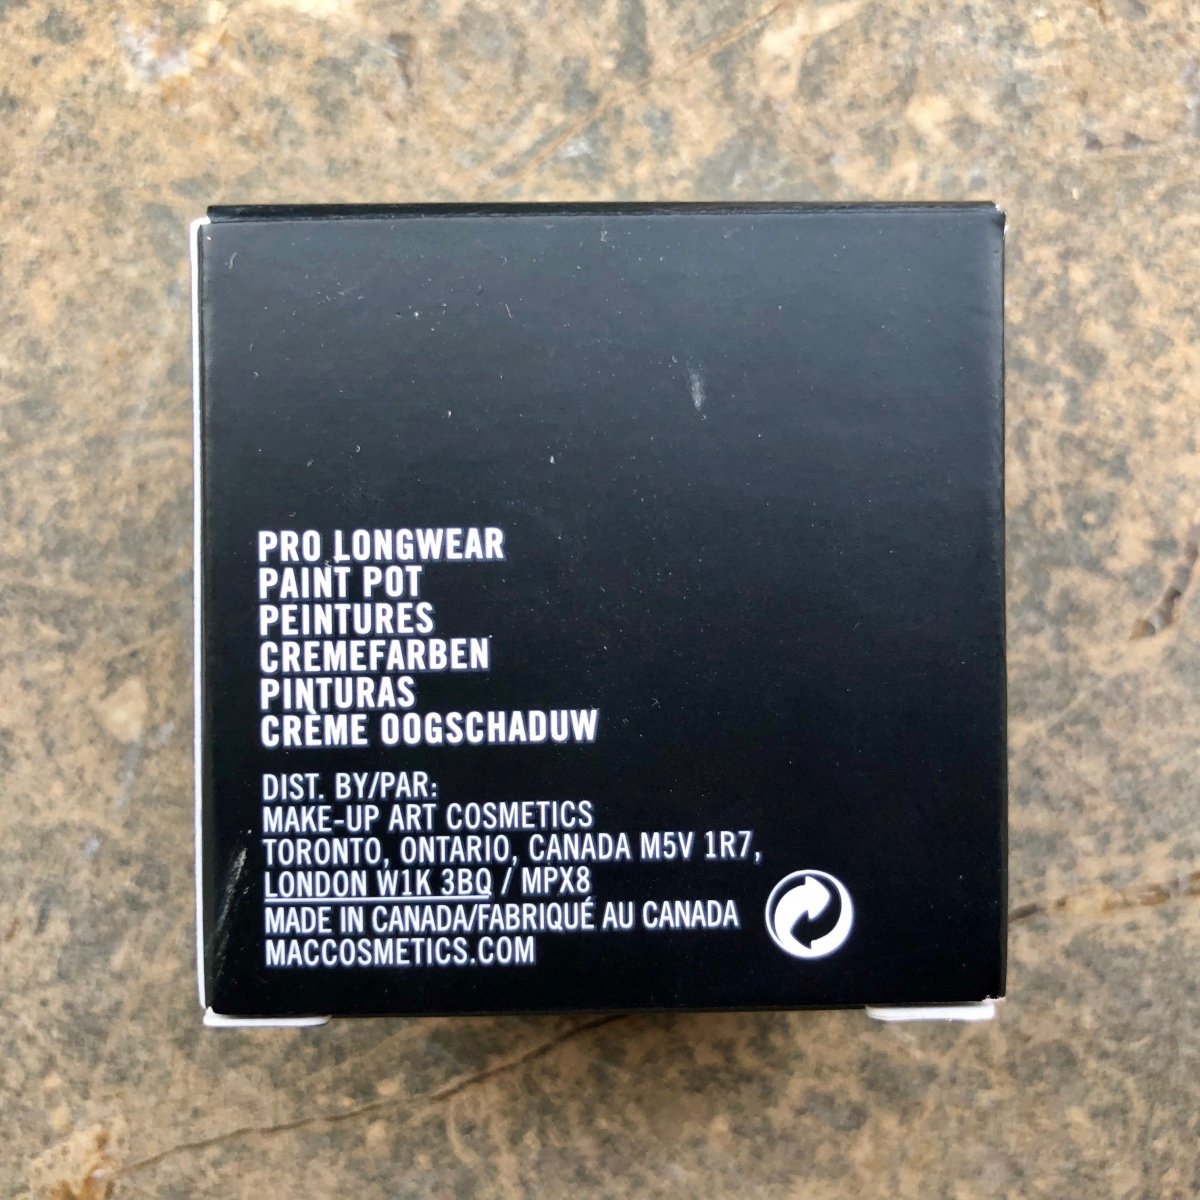 PRO LONGWEAR
PAINT POT
PEINTURES
CREMEFARBEN
PINTURAS
CRÈME OOGSCHADUW
DIST. BY/PAR:
MAKE-UP ART COSMETICS
TORONTO, ONTARIO, CANADA M5V 1R7,
LONDON W1K 3BQ / MPX8
MADE IN CANADA/FABRIQUÉ AU CANADA
MACCOSMETICS.COM